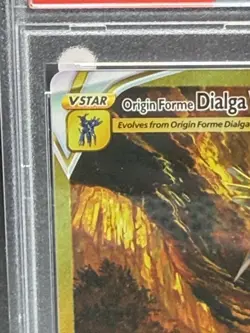 VSTAR
Origin Forme Dialga
Evolves from Origin Forme Dialga